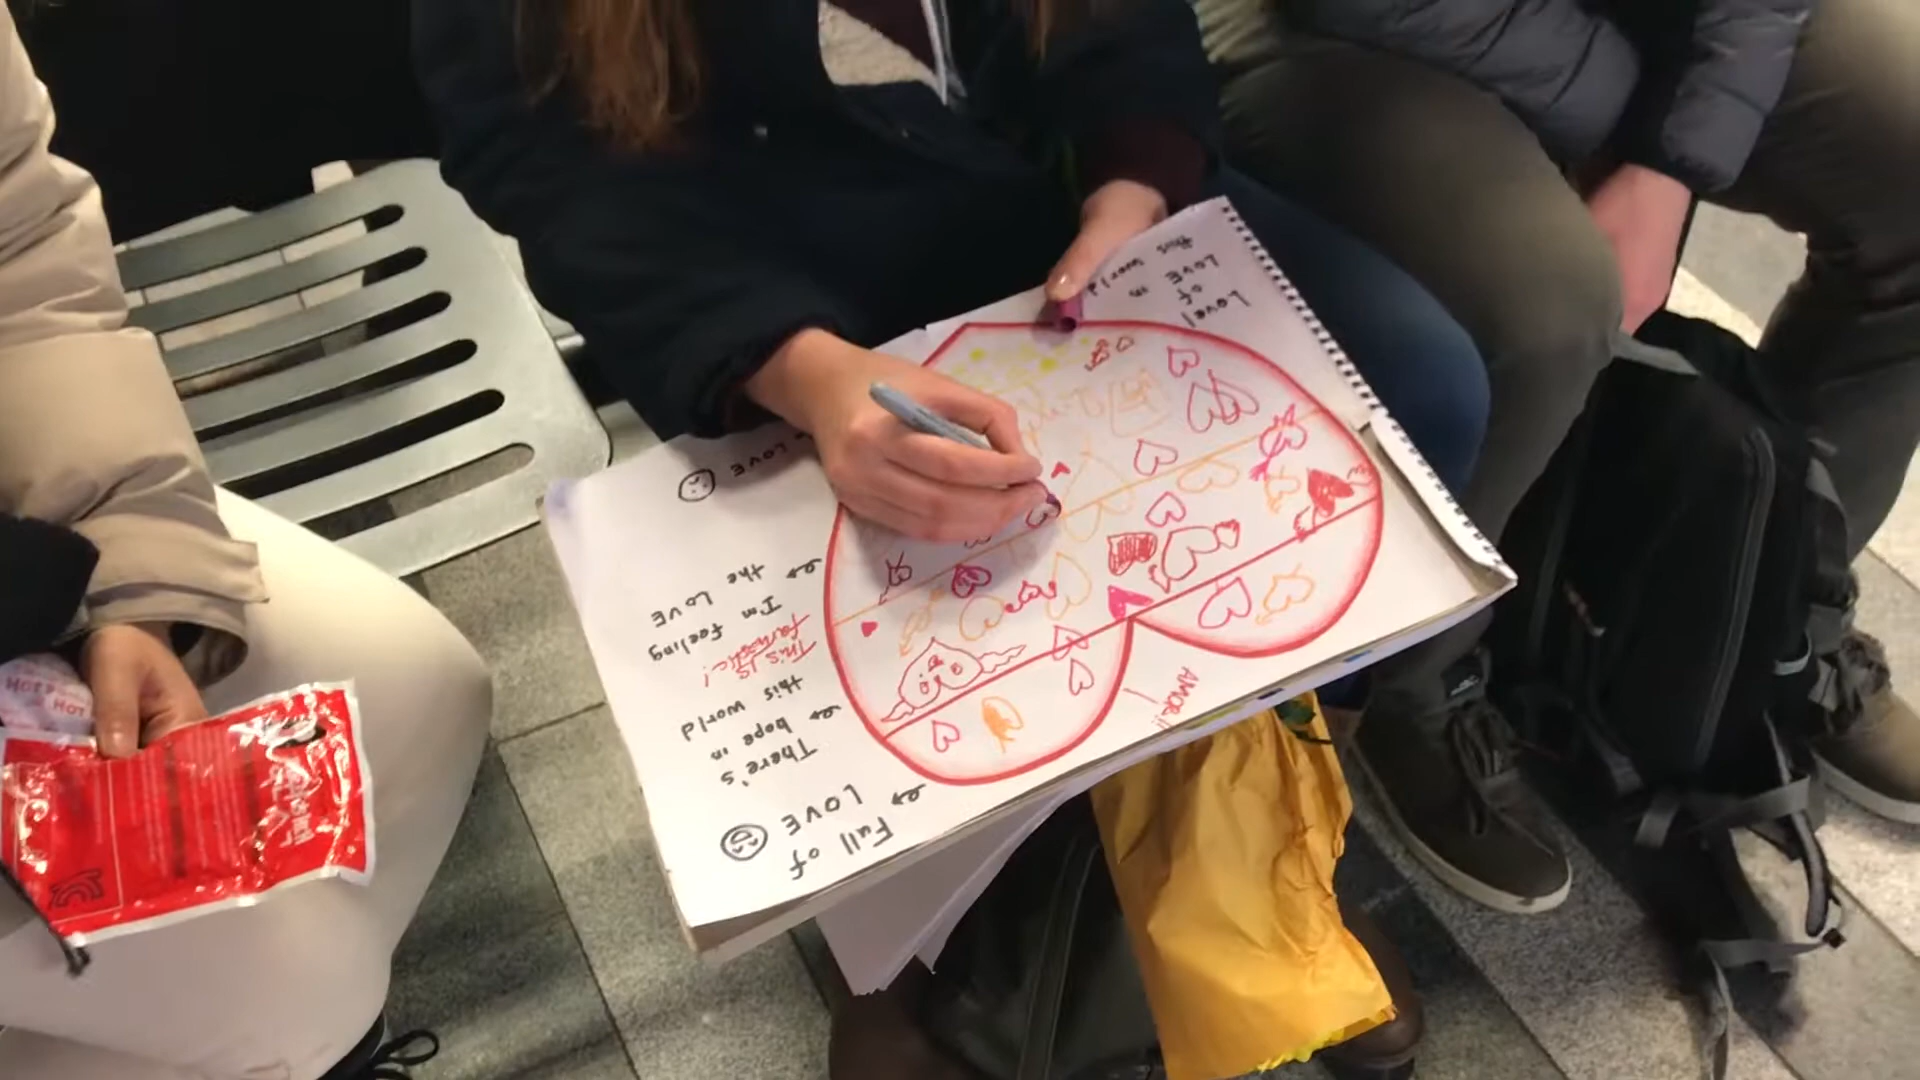 Love!
of
LOVE
in
this world
LOVE
the LOVE
I'm feeling
This is
fantastic!
There's
hope in
this world
Full of
LOVE
AMOR!!
HOT
HOT